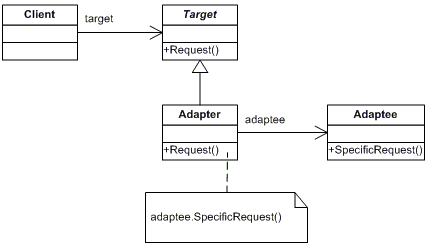 Client
target
Target
+Request()
Adapter
+Request()
adaptee
Adaptee
+SpecificRequest()
adaptee.SpecificRequest()